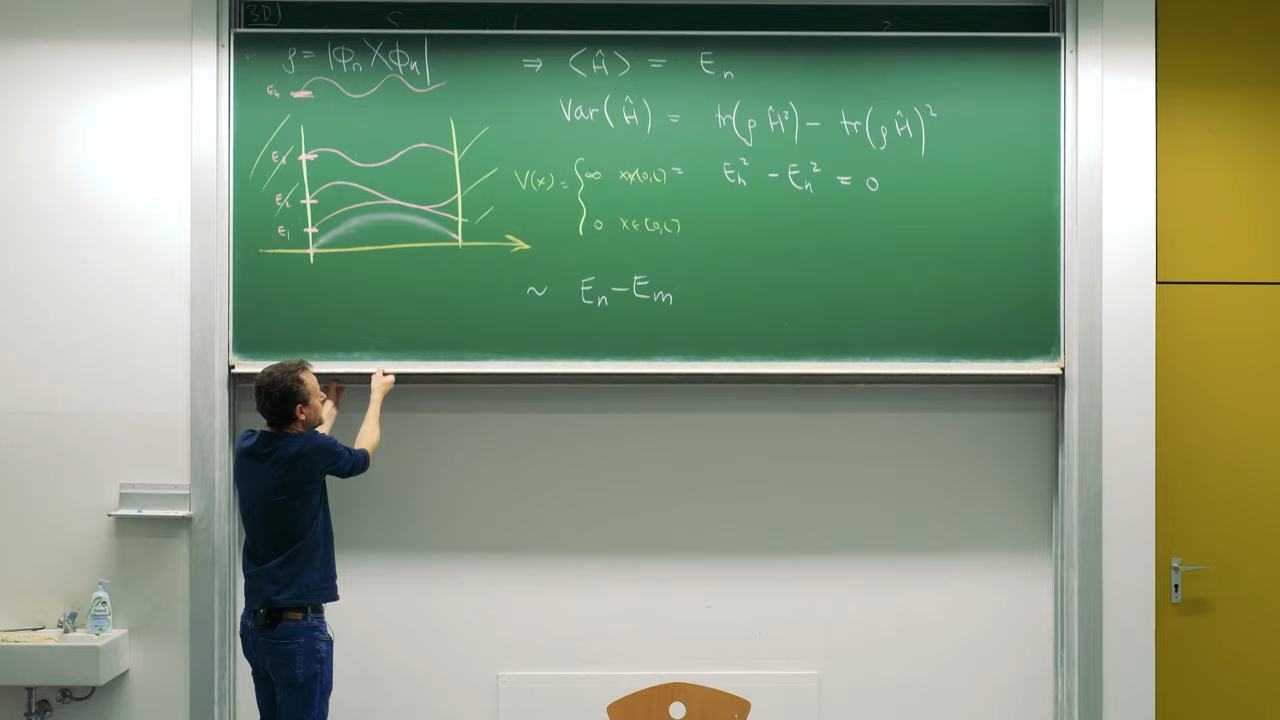 3D)
ρ = |Φₙ X Φₙ| ⇒ ⟨Ĥ⟩ = Eₙ
E₄
Var(Ĥ) = tr(ρ Ĥ²) – tr(ρ Ĥ)²
E₃
V(x) = { ∞ x∉[0,L] = Eₙ² – Eₙ² = 0
E₂
0 x∈[0,L]
E₁
~ Eₙ – Eₘ